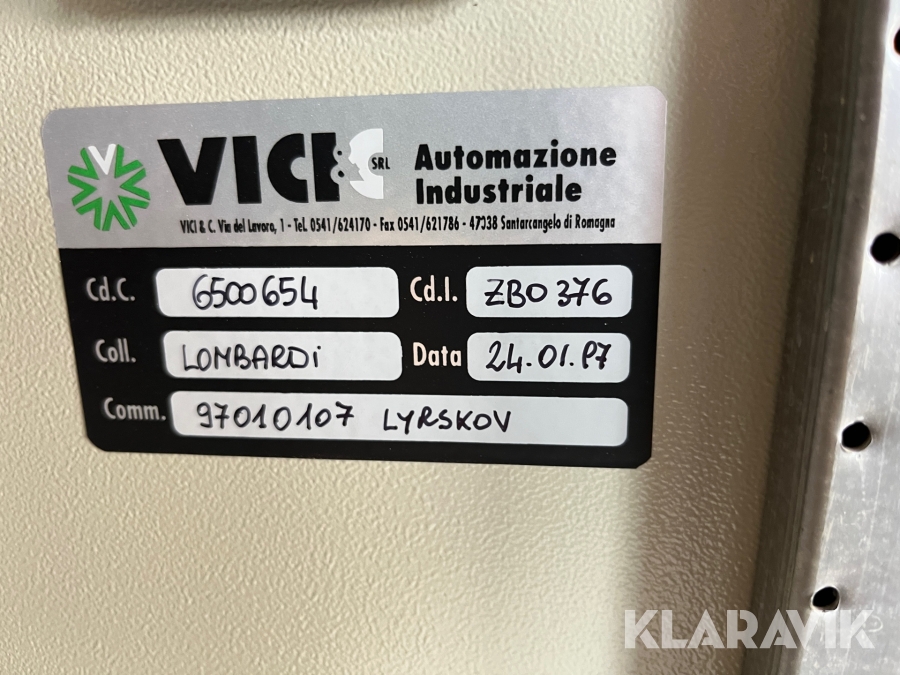 VICI & C SRL Automazione
Industriale
VICI & C. Via del Lavoro, 1 - Tel. 0541/624170 - Fax 0541/621786 - 47038 Santarcangelo di Romagna
Cd.C. 6500654 Cd.I. ZBO376
Coll. LOMBARDi Data 24.01.97
Comm. 97010107 LYRSKOV
KLARAVIK